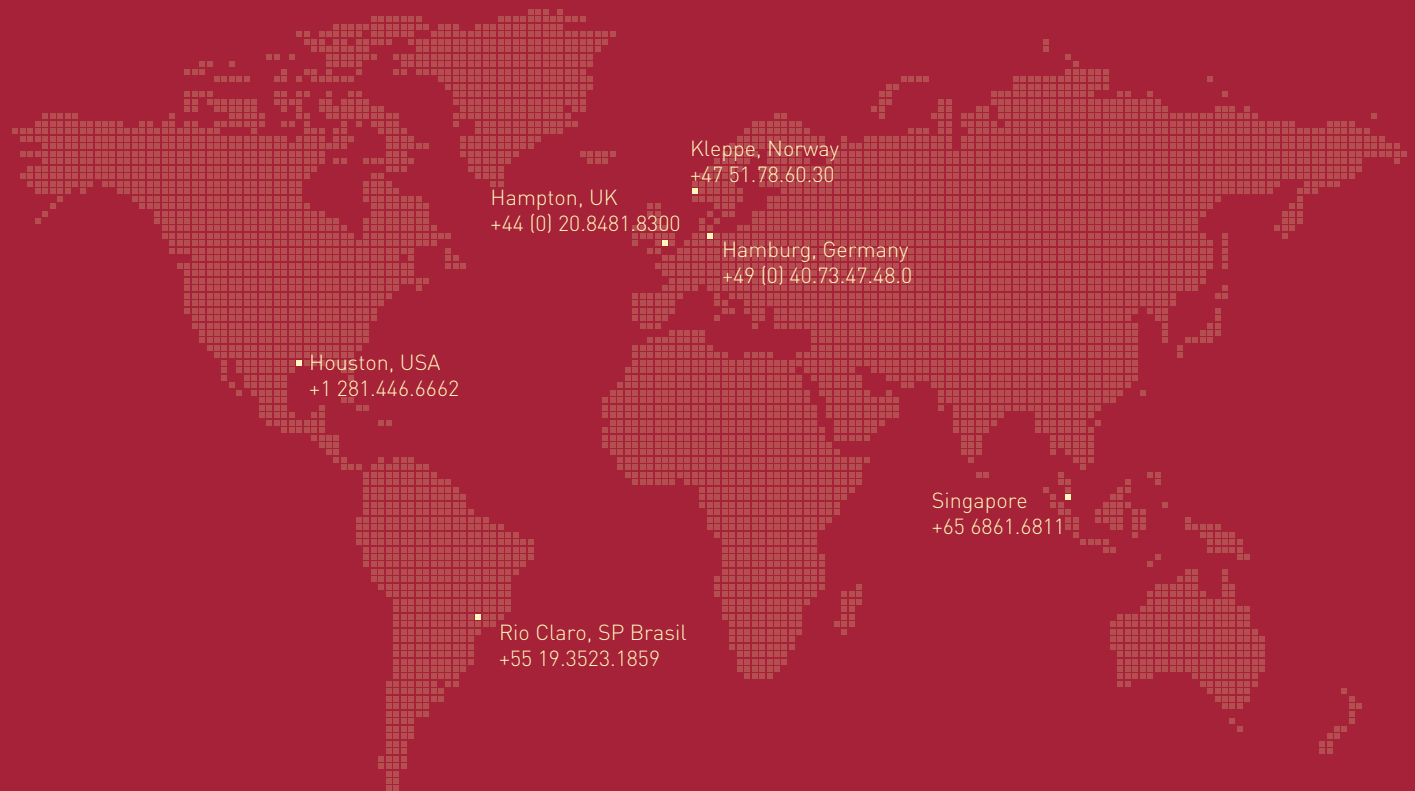 Kleppe, Norway
+47 51.78.60.30
Hampton, UK
+44 (0) 20.8481.8300
Hamburg, Germany
+49 (0) 40.73.47.48.0
Houston, USA
+1 281.446.6662
Singapore
+65 6861.6811
Rio Claro, SP Brasil
+55 19.3523.1859